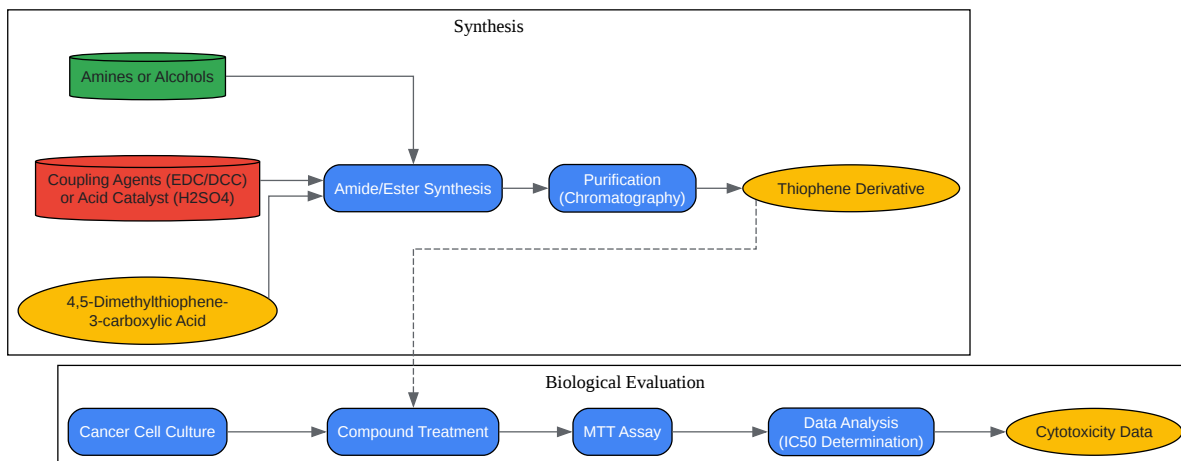 Synthesis
Amines or Alcohols
Coupling Agents (EDC/DCC)
or Acid Catalyst (H2SO4)
Amide/Ester Synthesis
Purification
(Chromatography)
Thiophene Derivative
4,5-Dimethylthiophene-
3-carboxylic Acid
Biological Evaluation
Cancer Cell Culture
Compound Treatment
MTT Assay
Data Analysis
(IC50 Determination)
Cytotoxicity Data